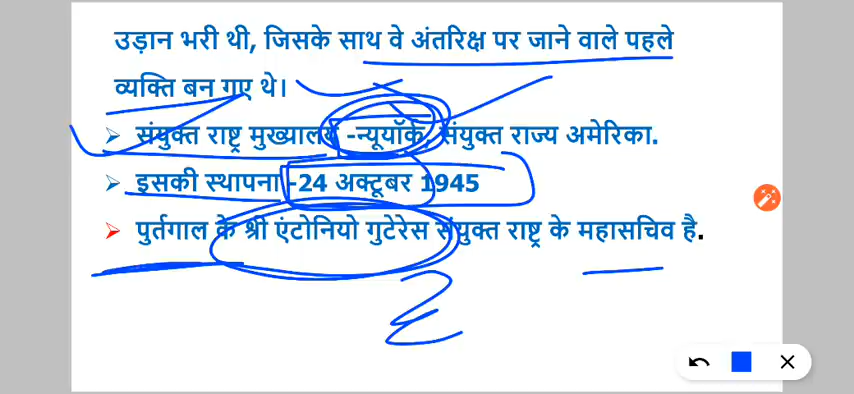 उड़ान भरी थी, जिसके साथ वे अंतरिक्ष पर जाने वाले पहले
व्यक्ति बन गए थे।
➢ संयुक्त राष्ट्र मुख्यालय -न्यूयॉर्क, संयुक्त राज्य अमेरिका.
➢ इसकी स्थापना -24 अक्टूबर 1945
➢ पुर्तगाल के श्री एंटोनियो गुटेरेस संयुक्त राष्ट्र के महासचिव है.